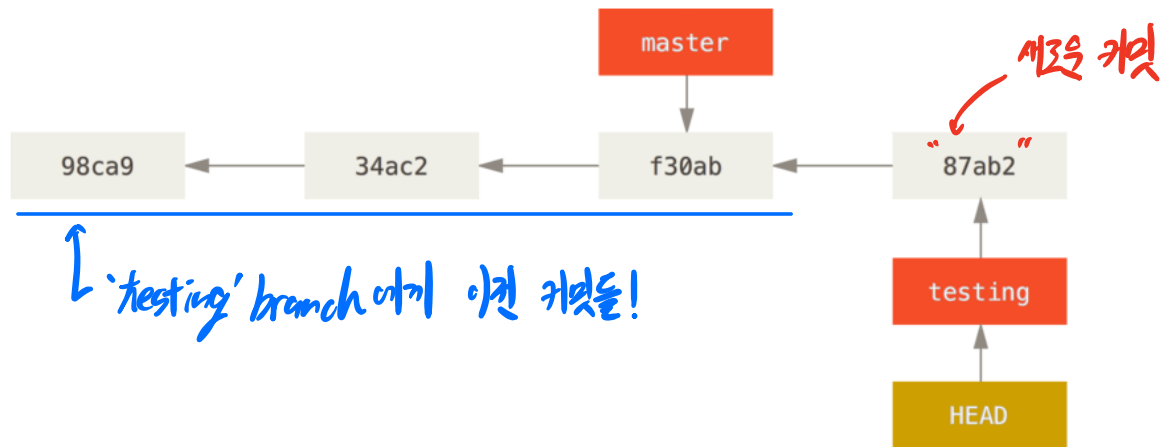 master
새로운 커밋
98ca9
34ac2
f30ab
"87ab2"
'testing' branch에게 이전 커밋들!
testing
HEAD